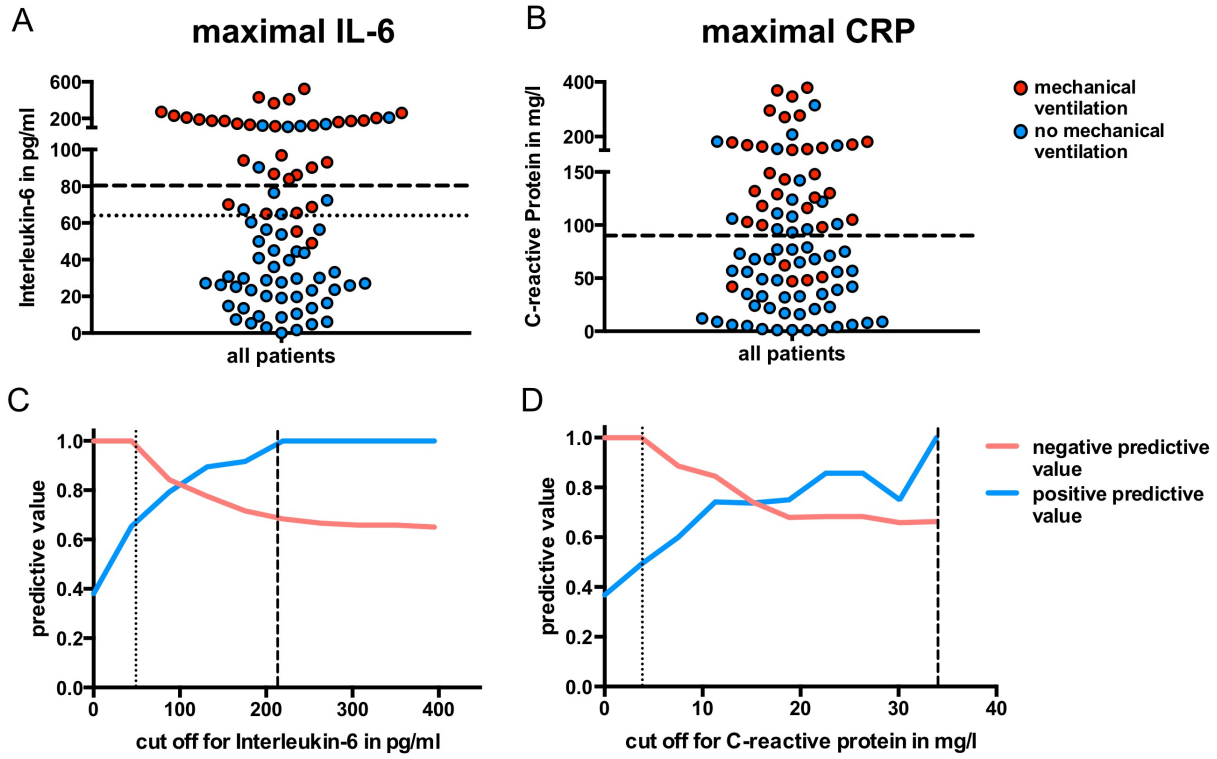 A
maximal IL-6
Interleukin-6 in pg/ml
600
200
100
80
60
40
20
0
all patients
B
maximal CRP
C-reactive Protein in mg/l
400
200
150
100
50
0
all patients
mechanical
ventilation
no mechanical
ventilation
C
predictive value
1.0
0.8
0.6
0.4
0.2
0.0
0
100
200
300
400
cut off for Interleukin-6 in pg/ml
D
predictive value
1.0
0.8
0.6
0.4
0.2
0.0
0
10
20
30
40
cut off for C-reactive protein in mg/l
negative predictive
value
positive predictive
value